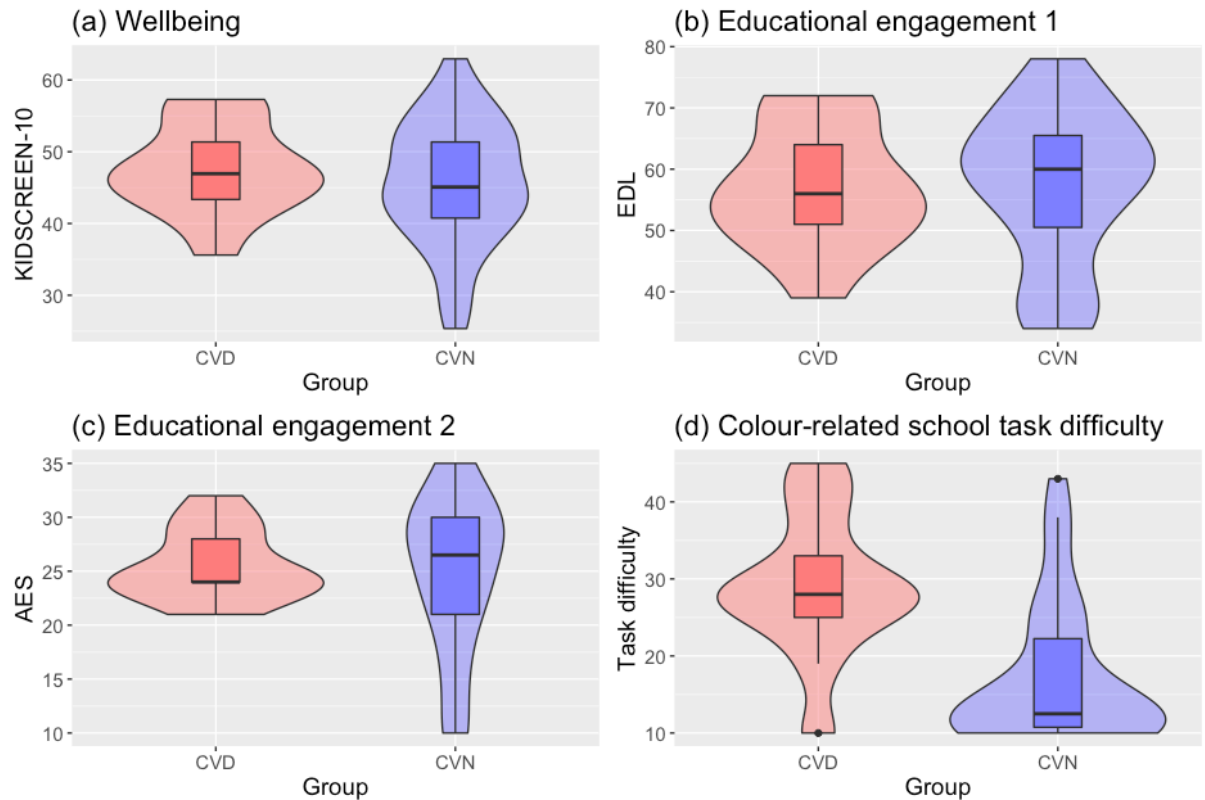 (a) Wellbeing
KIDSCREEN-10
60
50
40
30
CVD CVN
Group
(b) Educational engagement 1
EDL
80
70
60
50
40
CVD CVN
Group
(c) Educational engagement 2
AES
35
30
25
20
15
10
CVD CVN
Group
(d) Colour-related school task difficulty
Task difficulty
40
30
20
10
CVD CVN
Group